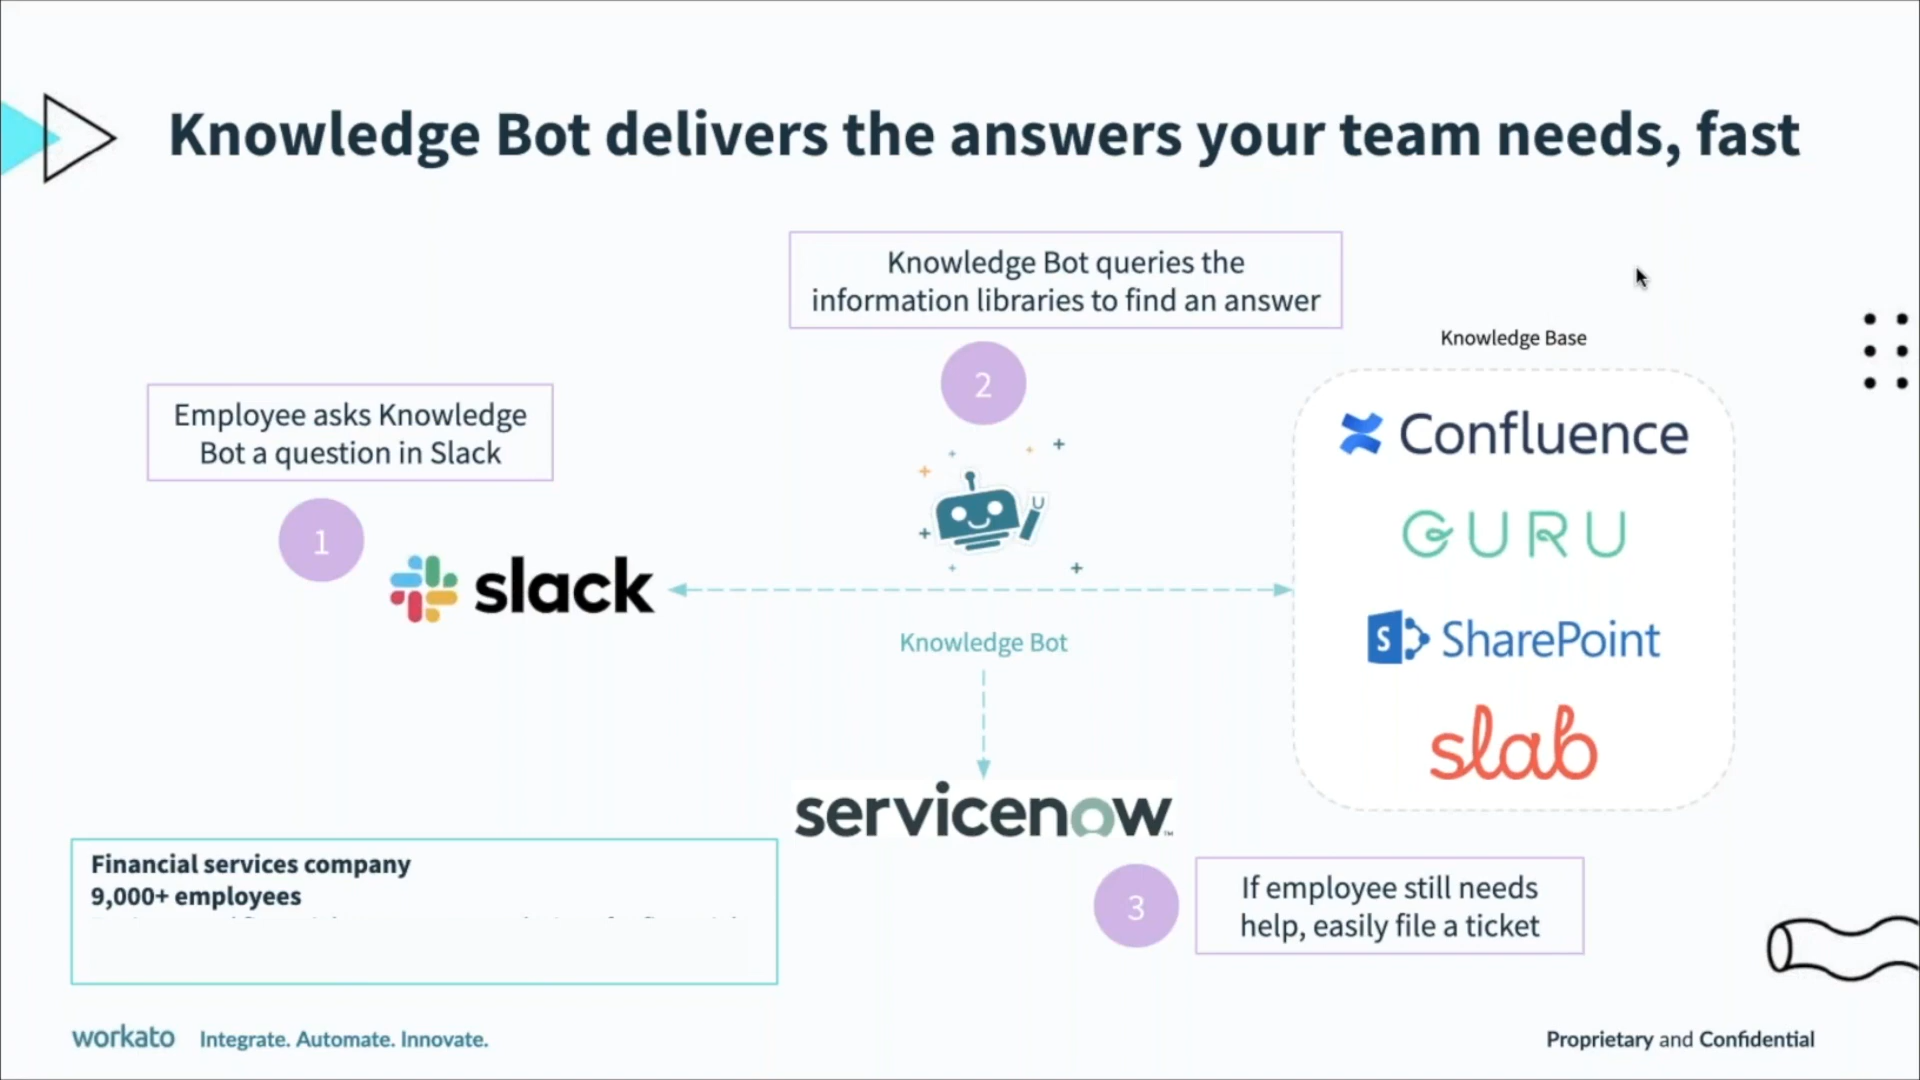 Knowledge Bot delivers the answers your team needs, fast
Knowledge Bot queries the
information libraries to find an answer
2
Knowledge Base
Employee asks Knowledge
Bot a question in Slack
1
slack
Knowledge Bot
Confluence
GURU
S SharePoint
slab
servicenow™
3
If employee still needs
help, easily file a ticket
Financial services company
9,000+ employees
workato Integrate. Automate. Innovate.
Proprietary and Confidential